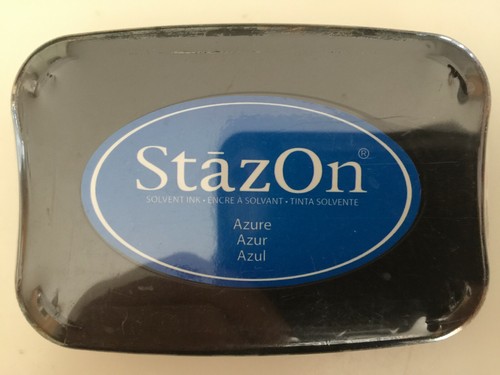 StāzOn®
SOLVENT INK • ENCRE À SOLVANT • TINTA SOLVENTE
Azure
Azur
Azul